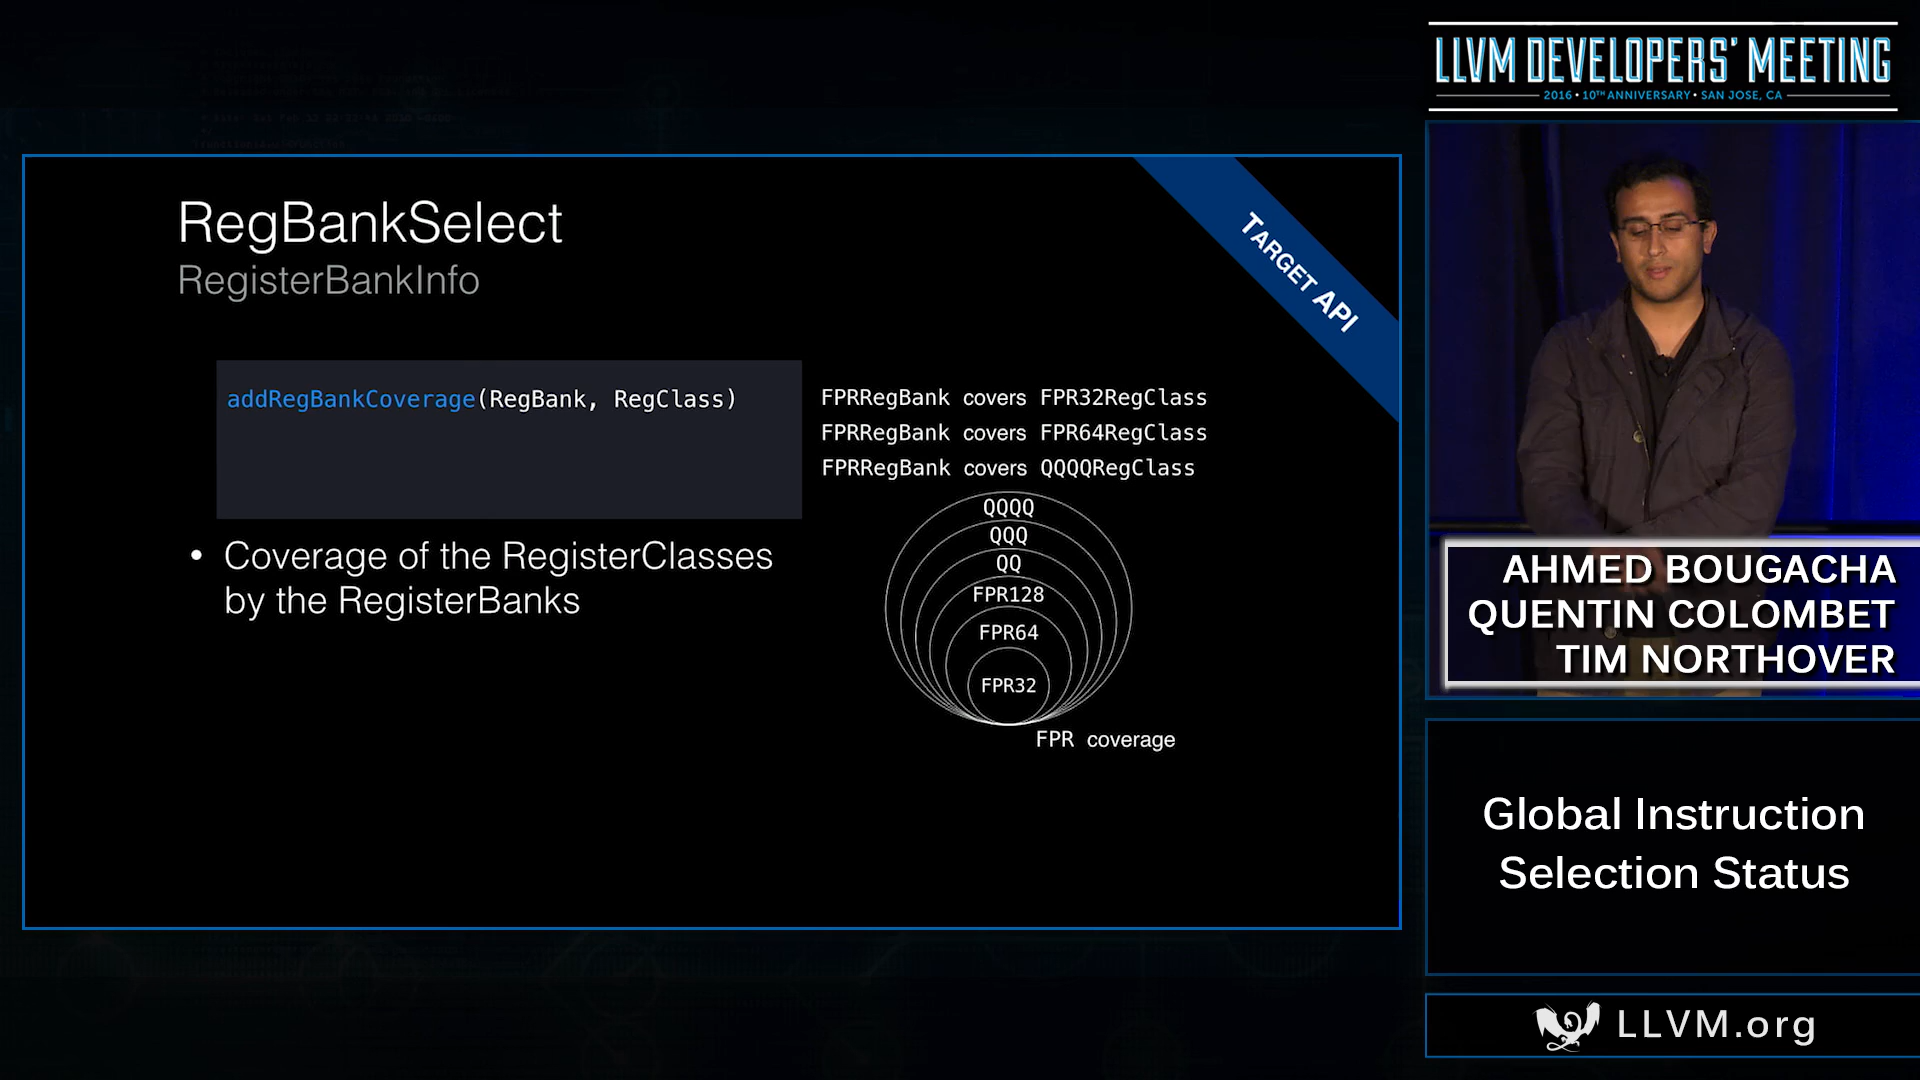 LLVM DEVELOPERS' MEETING
2016 • 10TH ANNIVERSARY • SAN JOSE, CA
RegBankSelect
RegisterBankInfo
TARGET API
addRegBankCoverage(RegBank, RegClass)
FPRRegBank covers FPR32RegClass
FPRRegBank covers FPR64RegClass
FPRRegBank covers QQQQRegClass
• Coverage of the RegisterClasses
by the RegisterBanks
QQQQ
QQQ
QQ
FPR128
FPR64
FPR32
FPR coverage
AHMED BOUGACHA
QUENTIN COLOMBET
TIM NORTHOVER
Global Instruction
Selection Status
LLVM.org